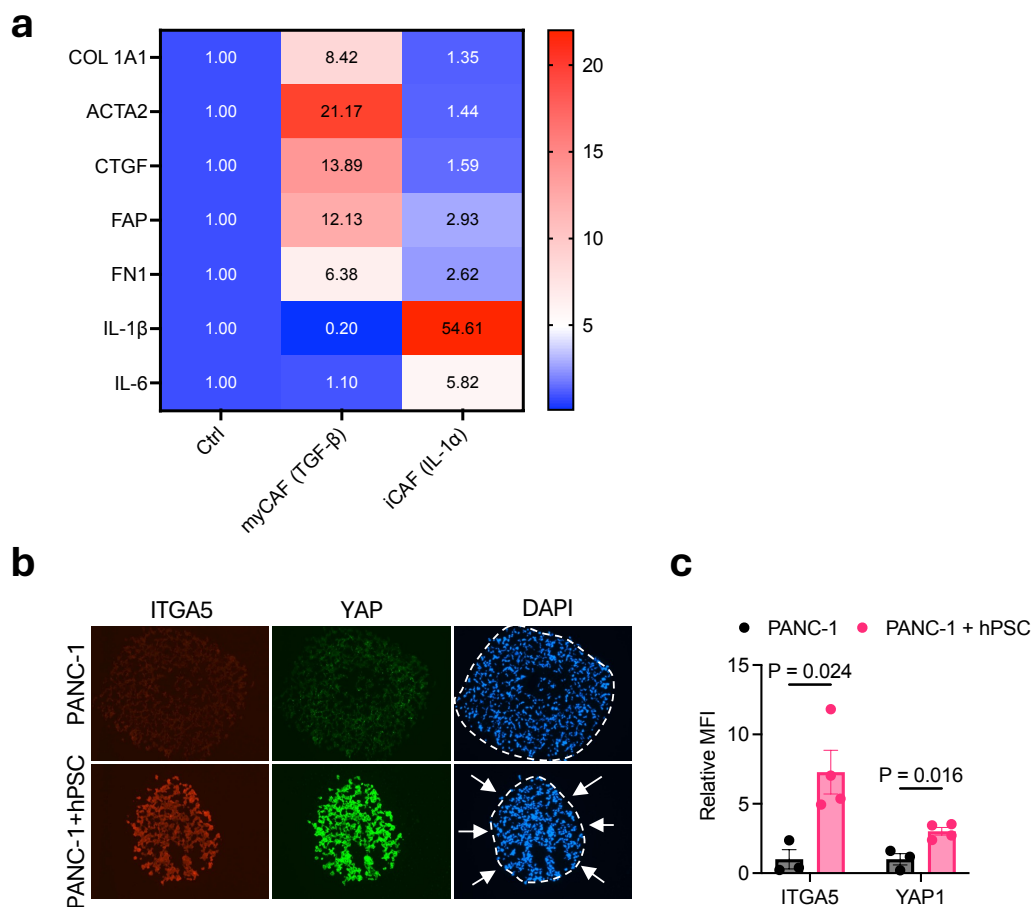 a
COL 1A1 1.00 8.42 1.35
ACTA2 1.00 21.17 1.44
CTGF 1.00 13.89 1.59
FAP 1.00 12.13 2.93
FN1 1.00 6.38 2.62
IL-1β 1.00 0.20 54.61
IL-6 1.00 1.10 5.82
20
15
10
5
Ctrl
myCAF (TGF-β)
iCAF (IL-1α)
b
ITGA5 YAP DAPI
PANC-1
PANC-1+hPSC
c
PANC-1 PANC-1 + hPSC
Relative MFI
15
10
5
0
P = 0.024
P = 0.016
ITGA5 YAP1